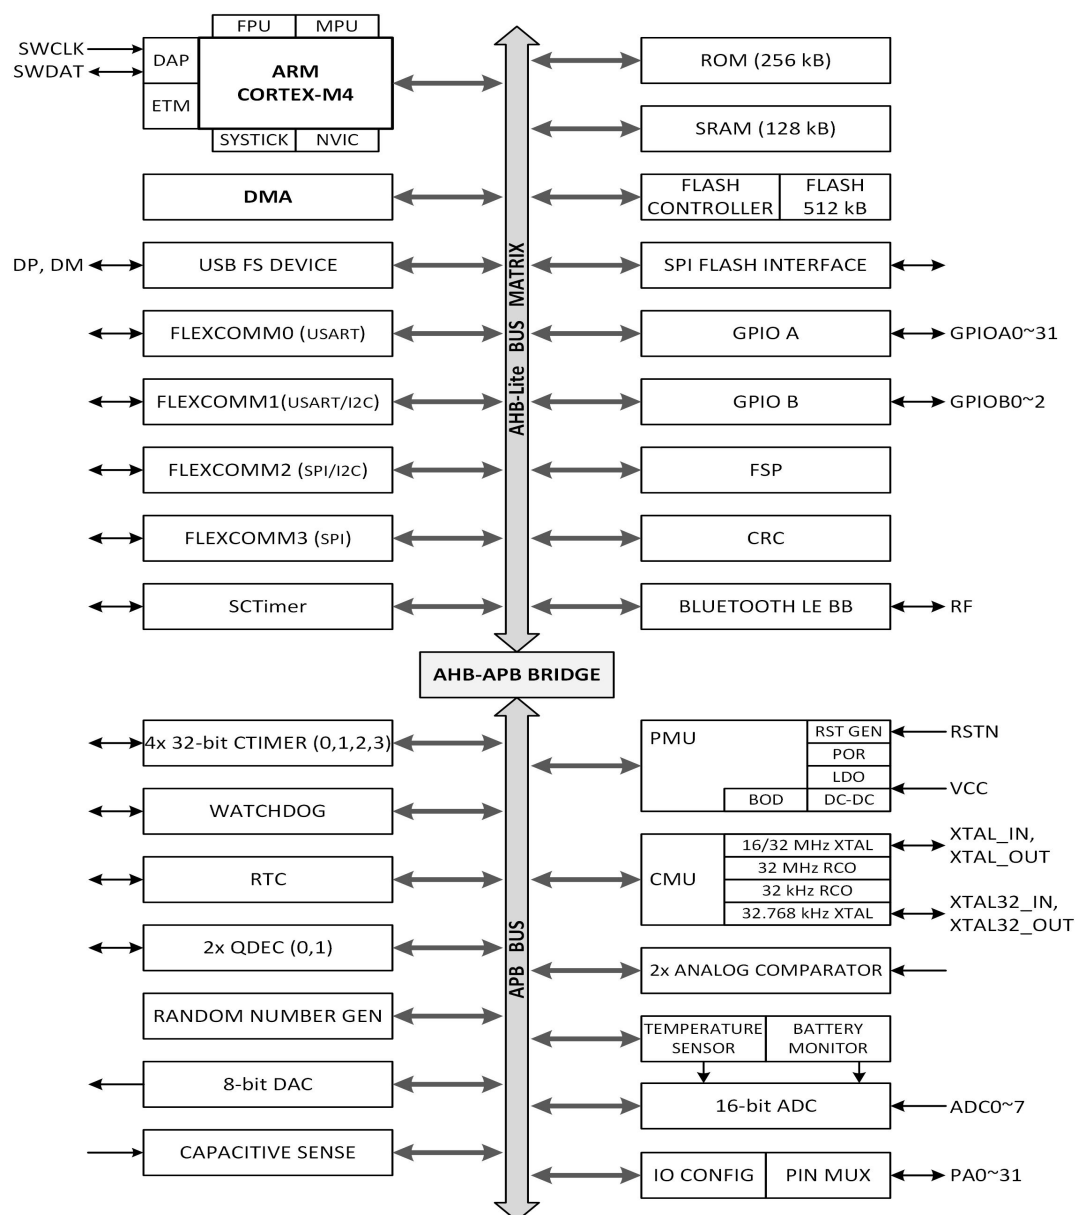 FPU MPU
SWCLK
SWDAT
DAP
ETM
ARM
CORTEX-M4
SYSTICK NVIC
ROM (256 kB)
SRAM (128 kB)
DMA
FLASH
CONTROLLER
FLASH
512 kB
DP, DM
USB FS DEVICE
SPI FLASH INTERFACE
FLEXCOMM0 (USART)
GPIO A
GPIOA0~31
FLEXCOMM1(USART/I2C)
GPIO B
GPIOB0~2
FLEXCOMM2 (SPI/I2C)
FSP
FLEXCOMM3 (SPI)
CRC
SCTimer
BLUETOOTH LE BB
RF
AHB-Lite BUS MATRIX
AHB-APB BRIDGE
4x 32-bit CTIMER (0,1,2,3)
WATCHDOG
RTC
2x QDEC (0,1)
RANDOM NUMBER GEN
8-bit DAC
CAPACITIVE SENSE
APB BUS
PMU
RST GEN
POR
LDO
BOD DC-DC
RSTN
VCC
CMU
16/32 MHz XTAL
32 MHz RCO
32 kHz RCO
32.768 kHz XTAL
XTAL_IN,
XTAL_OUT
XTAL32_IN,
XTAL32_OUT
2x ANALOG COMPARATOR
TEMPERATURE
SENSOR
BATTERY
MONITOR
16-bit ADC
ADC0~7
IO CONFIG PIN MUX
PA0~31